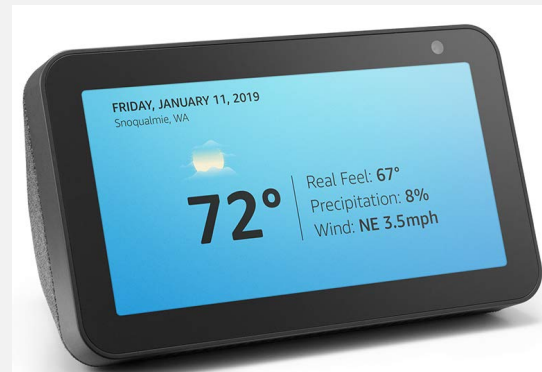 FRIDAY, JANUARY 11, 2019
Snoqualmie, WA
72°
Real Feel: 67°
Precipitation: 8%
Wind: NE 3.5mph